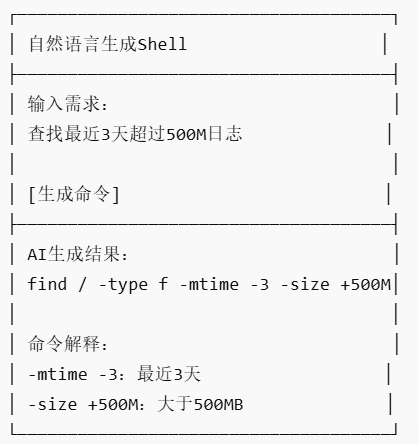 自然语言生成Shell
输入需求：
查找最近3天超过500M日志
[生成命令]
AI生成结果：
find / -type f -mtime -3 -size +500M
命令解释：
-mtime -3：最近3天
-size +500M：大于500MB